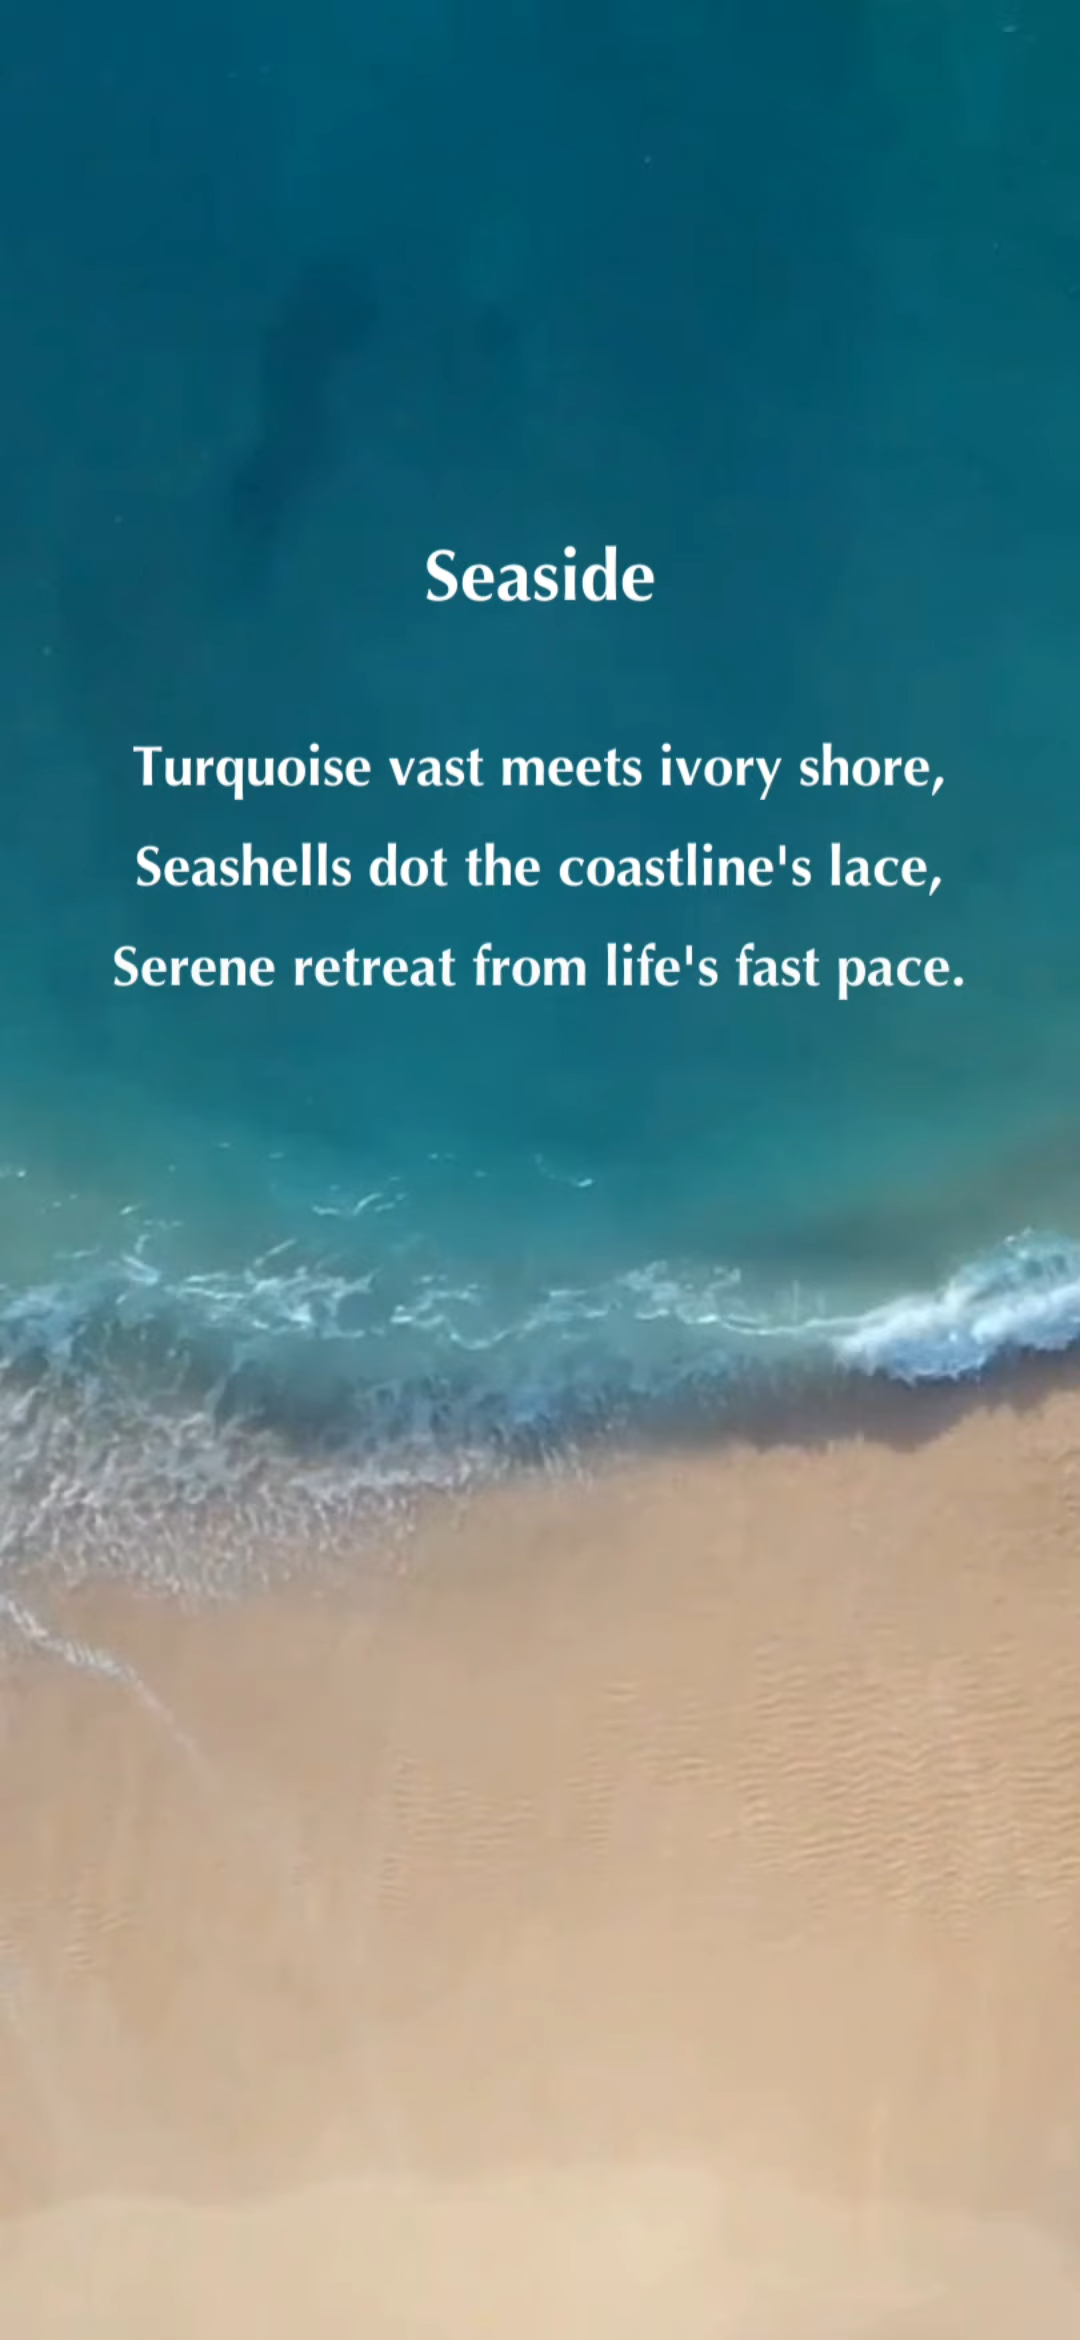 Seaside
Turquoise vast meets ivory shore,
Seashells dot the coastline's lace,
Serene retreat from life's fast pace.